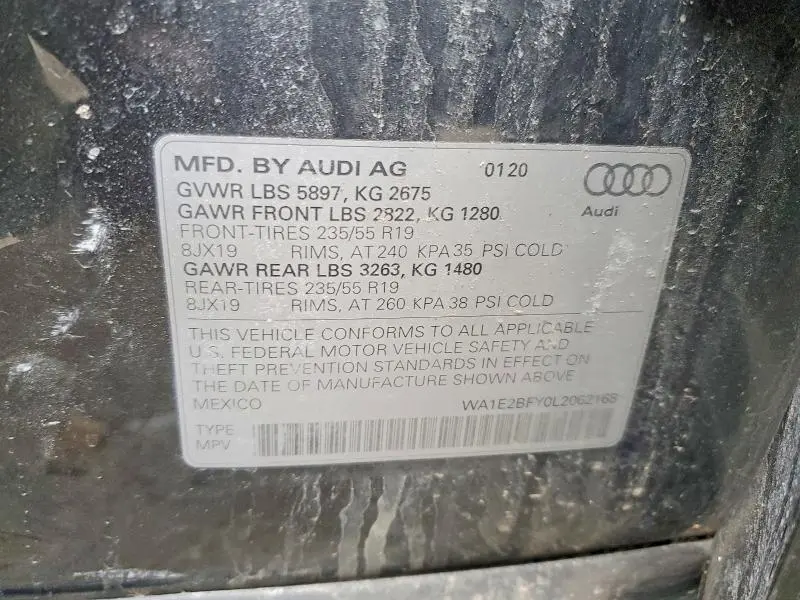 MFD. BY AUDI AG 0120
GVWR LBS 5897, KG 2675
GAWR FRONT LBS 2822, KG 1280
FRONT-TIRES 235/55 R19
8JX19 RIMS, AT 240 KPA 35 PSI COLD
GAWR REAR LBS 3263, KG 1480
REAR-TIRES 235/55 R19
8JX19 RIMS, AT 260 KPA 38 PSI COLD
Audi
THIS VEHICLE CONFORMS TO ALL APPLICABLE
U.S. FEDERAL MOTOR VEHICLE SAFETY AND
THEFT PREVENTION STANDARDS IN EFFECT ON
THE DATE OF MANUFACTURE SHOWN ABOVE
MEXICO WA1E2BFY0L2062168
TYPE
MPV